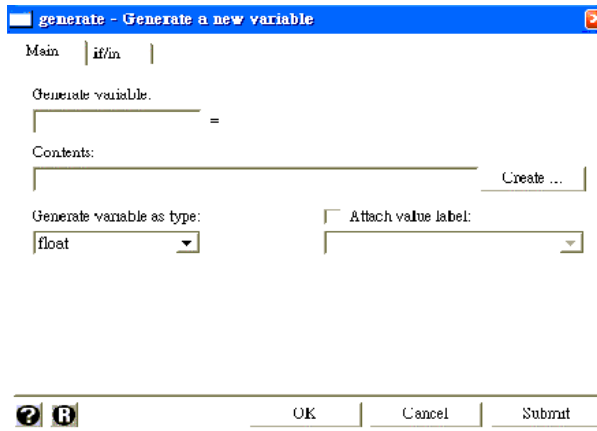 generate - Generate a new variable
Main if/in
Generate variable:
=
Contents:
Create ...
Generate variable as type: Attach value label:
float
? R OK Cancel Submit